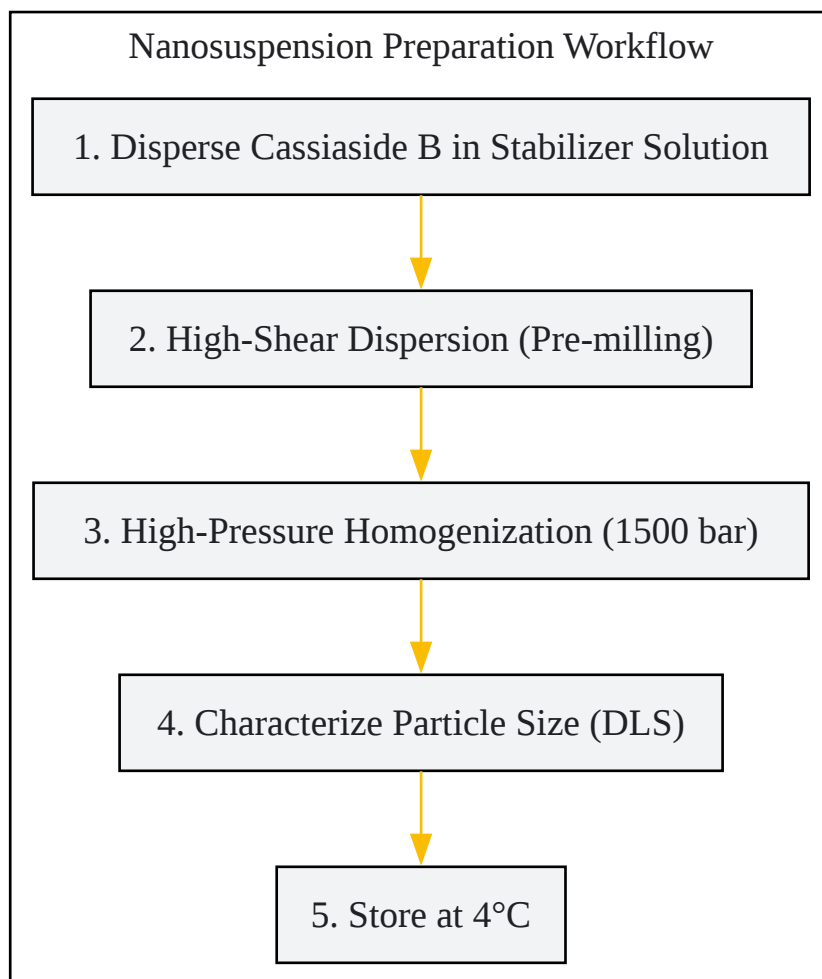 Nanosuspension Preparation Workflow
1. Disperse Cassiaside B in Stabilizer Solution
2. High-Shear Dispersion (Pre-milling)
3. High-Pressure Homogenization (1500 bar)
4. Characterize Particle Size (DLS)
5. Store at 4°C